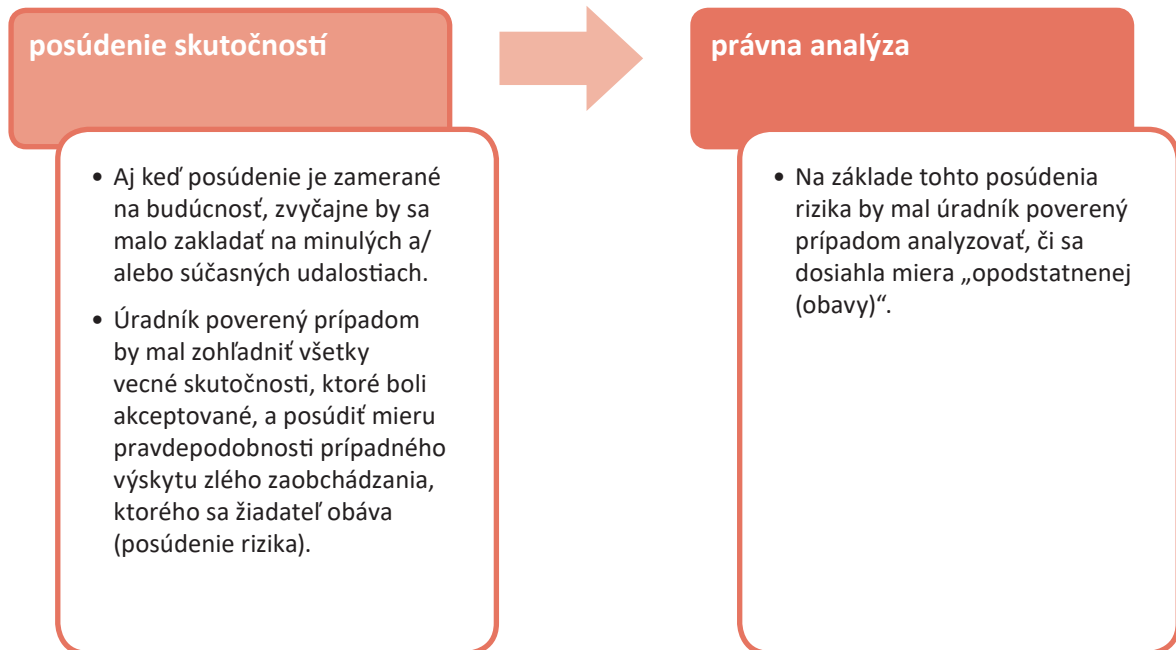 posúdenie skutočností
• Aj keď posúdenie je zamerané
na budúcnosť, zvyčajne by sa
malo zakladať na minulých a/
alebo súčasných udalostiach.
• Úradník poverený prípadom
by mal zohľadniť všetky
vecné skutočnosti, ktoré boli
akceptované, a posúdiť mieru
pravdepodobnosti prípadného
výskytu zlého zaobchádzania,
ktorého sa žiadateľ obáva
(posúdenie rizika).
právna analýza
• Na základe tohto posúdenia
rizika by mal úradník poverený
prípadom analyzovať, či sa
dosiahla miera „opodstatnenej
(obavy)“.